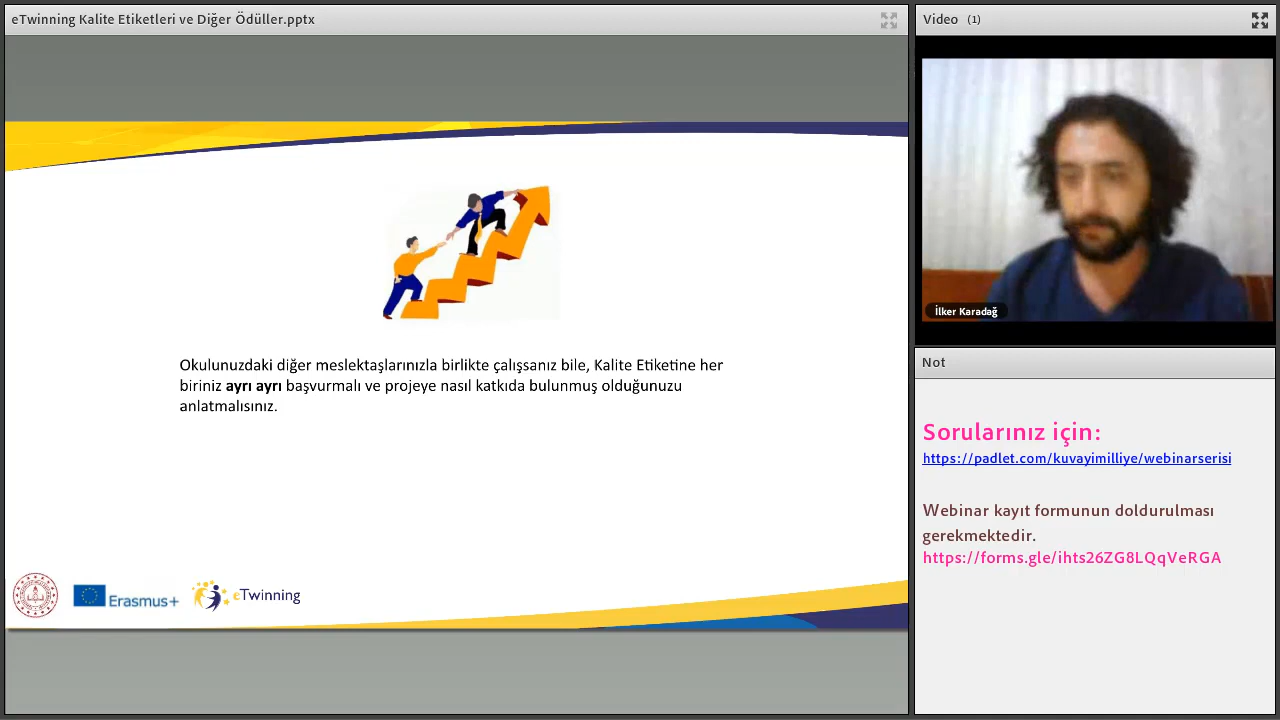 eTwinning Kalite Etiketleri ve Diğer Ödüller.pptx
Okulunuzdaki diğer meslektaşlarınızla birlikte çalışsanız bile, Kalite Etiketine her
biriniz ayrı ayrı başvurmalı ve projeye nasıl katkıda bulunmuş olduğunuzu
anlatmalısınız.
Erasmus+
eTwinning
Video (1)
İlker Karadağ
Not
Sorularınız için:
https://padlet.com/kuvayimilliye/webinarserisi
Webinar kayıt formunun doldurulması
gerekmektedir.
https://forms.gle/ihts26ZG8LQqVeRGA